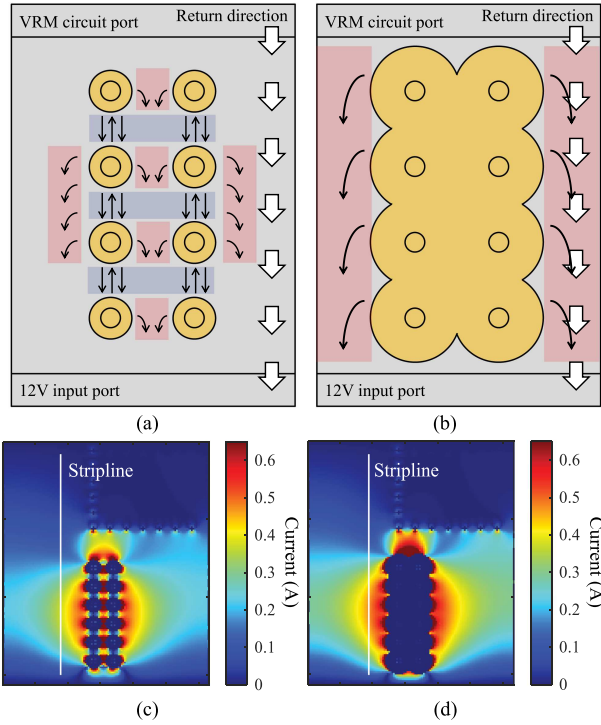 VRM circuit port
Return direction
12V input port
(a)
VRM circuit port
Return direction
12V input port
(b)
Stripline
0.6
0.5
0.4
0.3
0.2
0.1
0
Current (A)
(c)
Stripline
0.6
0.5
0.4
0.3
0.2
0.1
0
Current (A)
(d)